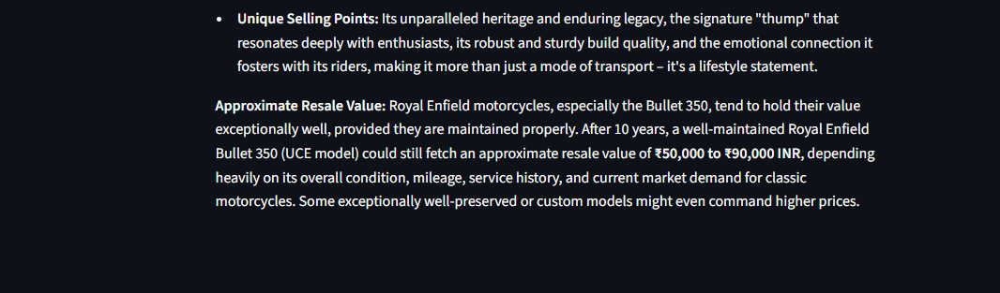 • Unique Selling Points: Its unparalleled heritage and enduring legacy, the signature "thump" that
resonates deeply with enthusiasts, its robust and sturdy build quality, and the emotional connection it
fosters with its riders, making it more than just a mode of transport – it's a lifestyle statement.
Approximate Resale Value: Royal Enfield motorcycles, especially the Bullet 350, tend to hold their value
exceptionally well, provided they are maintained properly. After 10 years, a well-maintained Royal Enfield
Bullet 350 (UCE model) could still fetch an approximate resale value of ₹50,000 to ₹90,000 INR, depending
heavily on its overall condition, mileage, service history, and current market demand for classic
motorcycles. Some exceptionally well-preserved or custom models might even command higher prices.